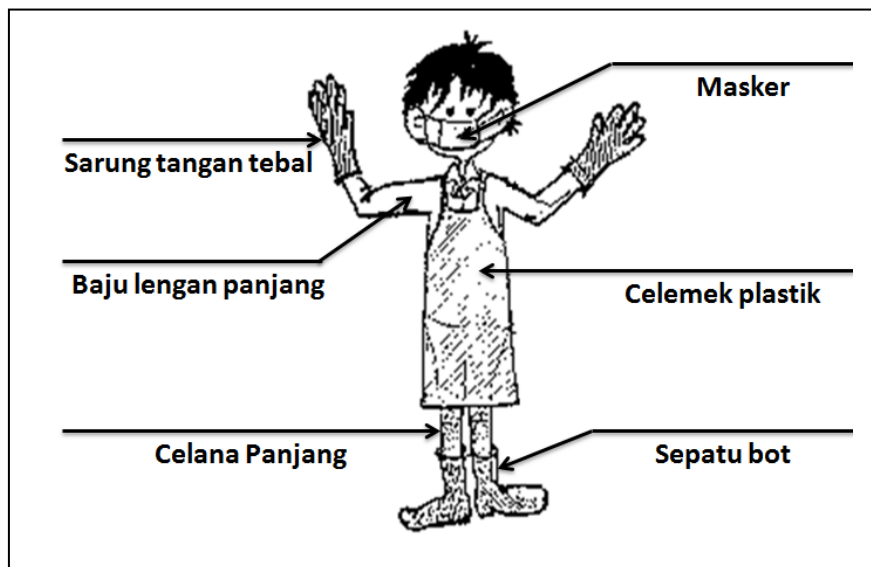 Masker
Sarung tangan tebal
Baju lengan panjang
Celemek plastik
Celana Panjang
Sepatu bot